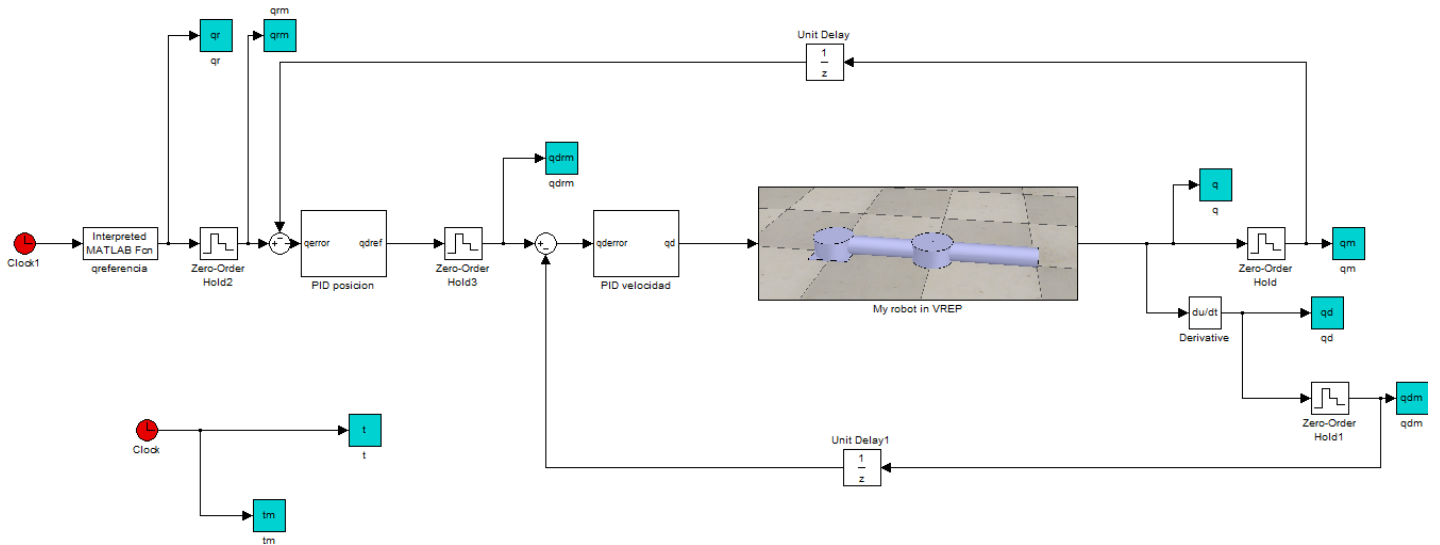 qrm
qr
qrm
qr
Unit Delay
1
z
qdrm
qdrm
q
q
Clock1
Interpreted
MATLAB Fcn
qreferencia
Zero-Order
Hold2
qerror
qdref
PID posicion
Zero-Order
Hold3
qderror
qd
PID velocidad
My robot in VREP
Zero-Order
Hold
qm
qm
du/dt
Derivative
qd
qd
Zero-Order
Hold1
qdm
qdm
Clock
t
t
tm
tm
Unit Delay1
1
z